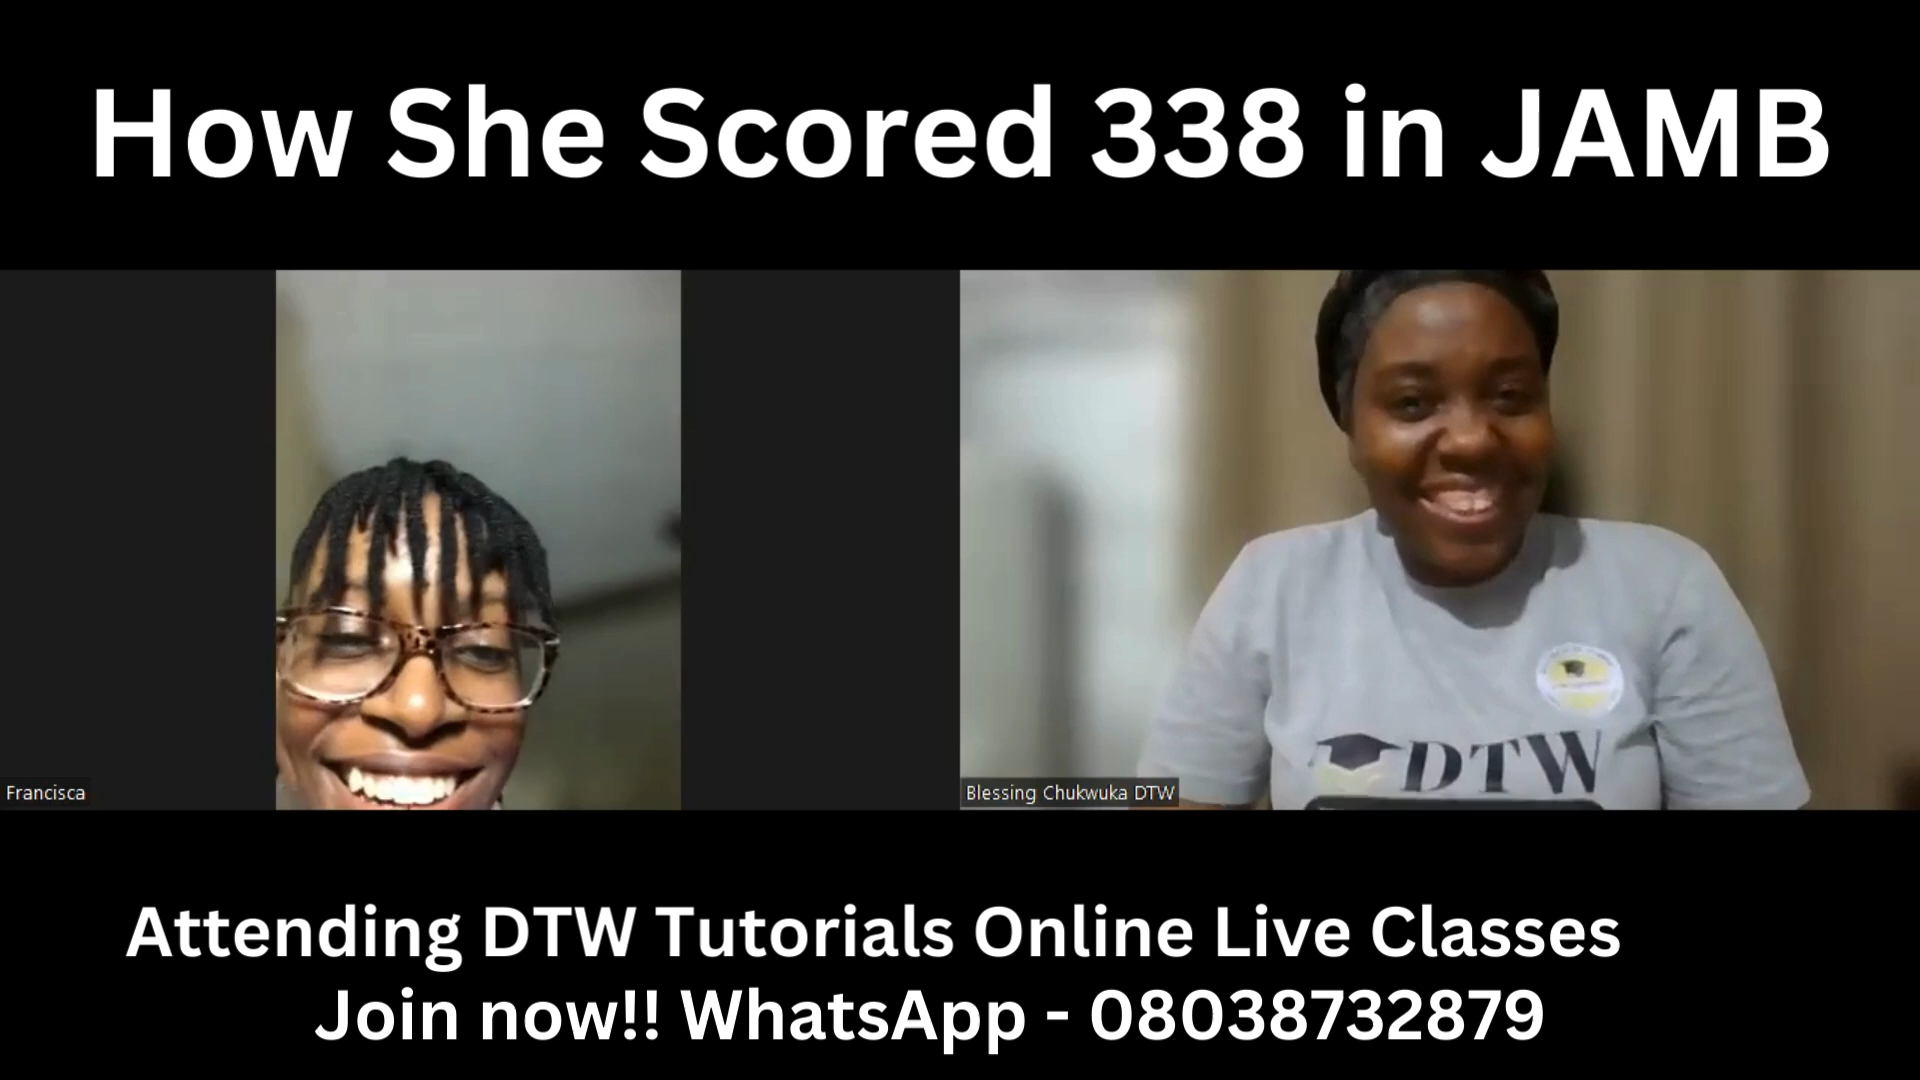 How She Scored 338 in JAMB
Francisca
Blessing Chukwuka DTW
DTW
Attending DTW Tutorials Online Live Classes
Join now!! WhatsApp - 08038732879